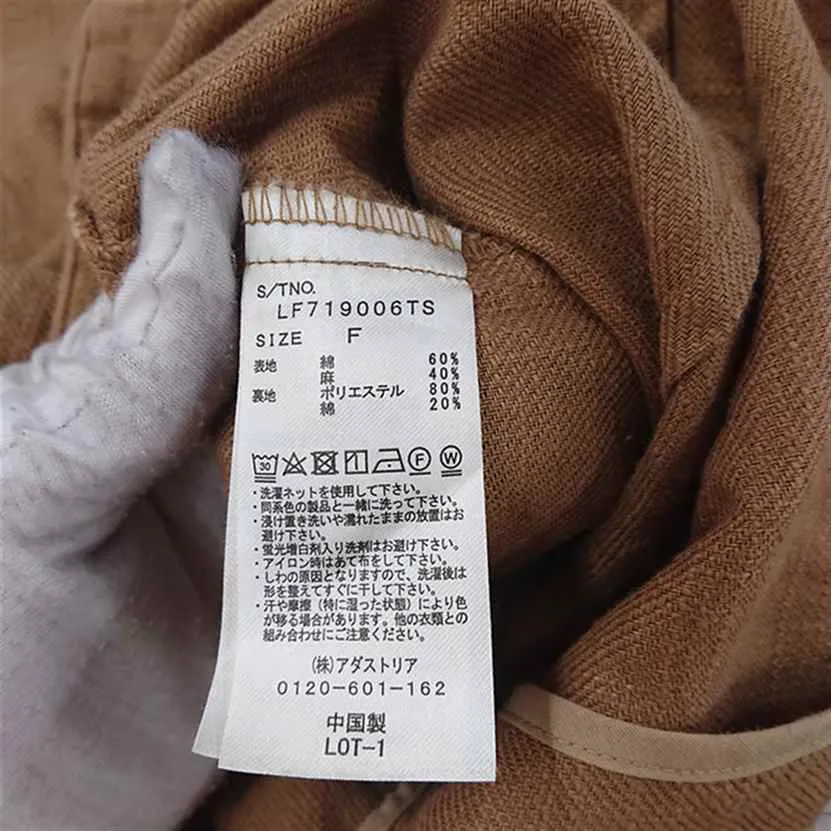 S/TNO.
LF719006TS
SIZE F
表地 綿 60%
麻 40%
裏地 ポリエステル 80%
綿 20%
30 F W
・洗濯ネットを使用して下さい。
・同系色の製品と一緒に洗って下さい。
・浸け置き洗いや濡れたままの放置はお
避け下さい。
・蛍光増白剤入り洗剤はお避け下さい。
・アイロン時はあて布をして下さい。
・しわの原因となりますので、洗濯後は
形を整えてすぐに干して下さい。
・汗や摩擦（特に湿った状態）により色
が移る場合があります。他の衣類との
組み合わせにご注意ください。
(株)アダストリア
0120-601-162
中国製
LOT-1